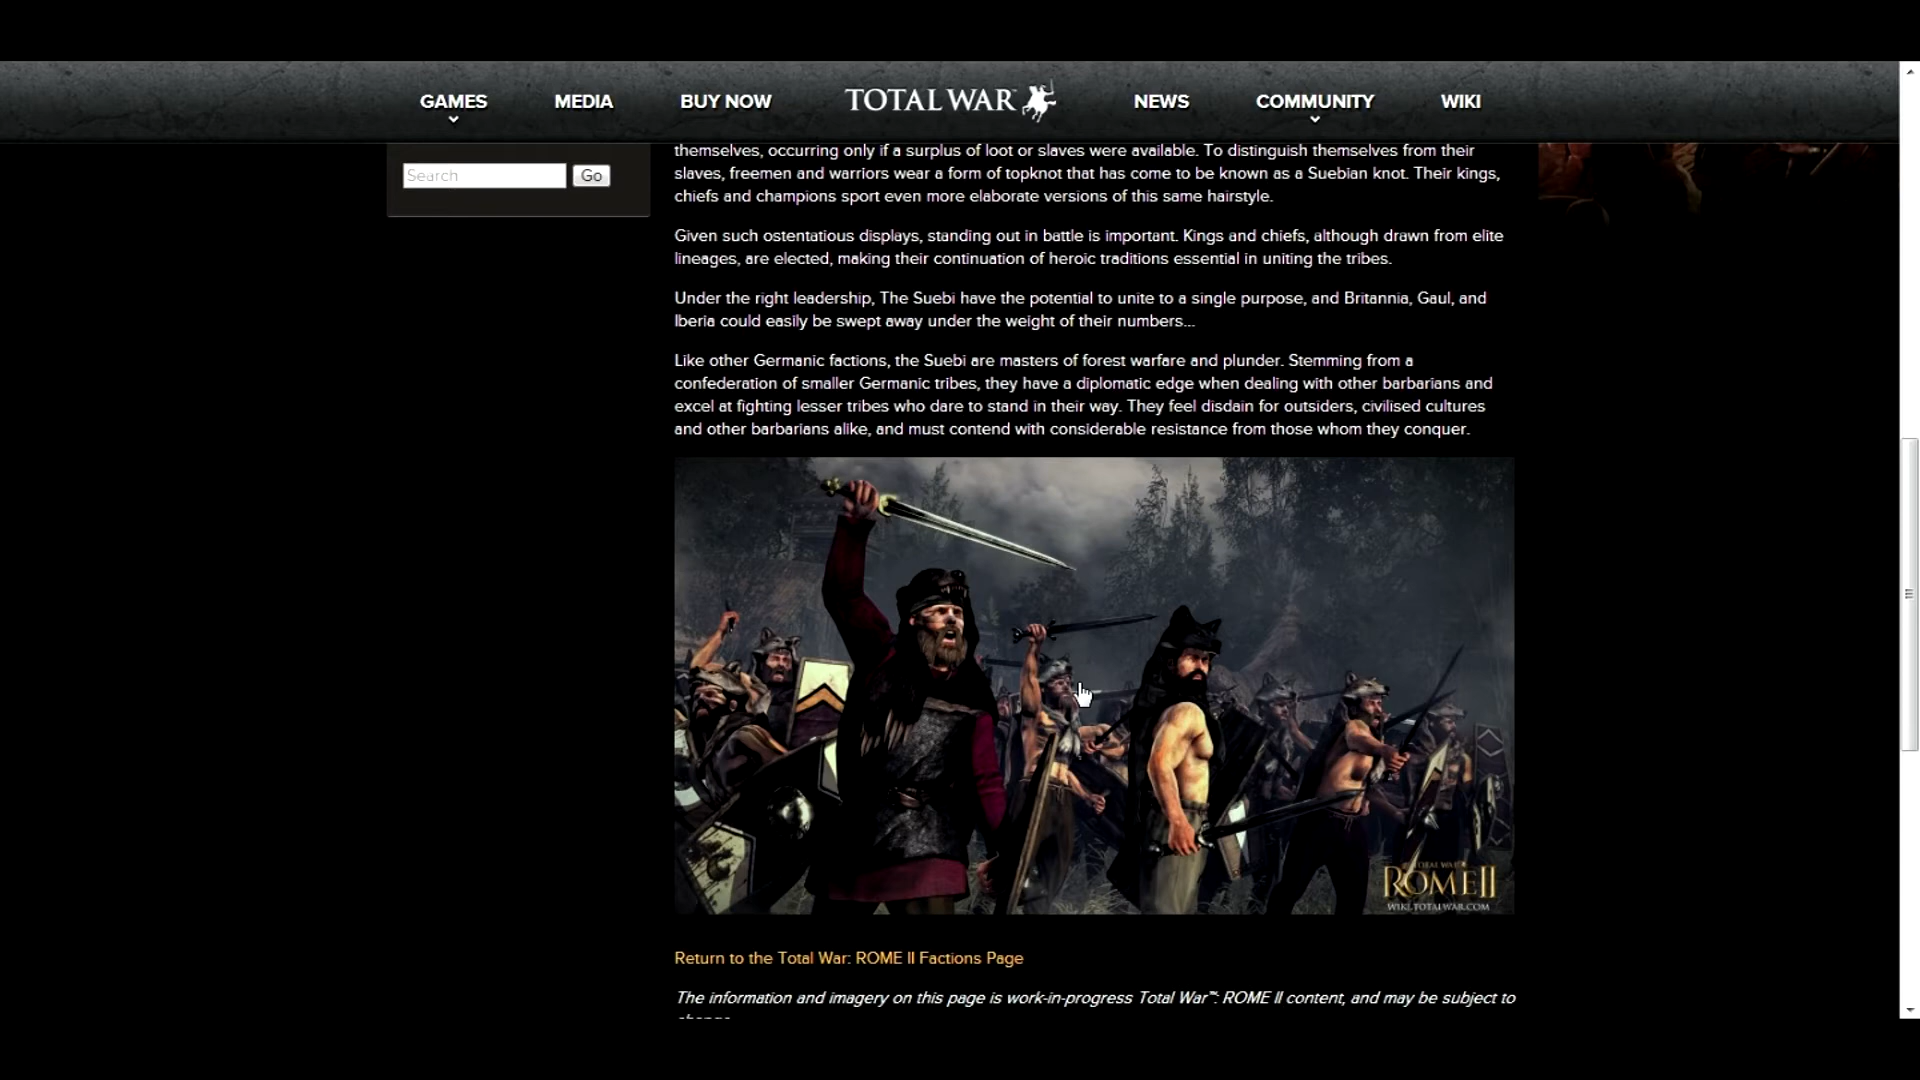 GAMES
MEDIA
BUY NOW
TOTAL WAR
NEWS
COMMUNITY
WIKI
Search
Go
themselves, occurring only if a surplus of loot or slaves were available. To distinguish themselves from their
slaves, freemen and warriors wear a form of topknot that has come to be known as a Suebian knot. Their kings,
chiefs and champions sport even more elaborate versions of this same hairstyle.
Given such ostentatious displays, standing out in battle is important. Kings and chiefs, although drawn from elite
lineages, are elected, making their continuation of heroic traditions essential in uniting the tribes.
Under the right leadership, The Suebi have the potential to unite to a single purpose, and Britannia, Gaul, and
Iberia could easily be swept away under the weight of their numbers...
Like other Germanic factions, the Suebi are masters of forest warfare and plunder. Stemming from a
confederation of smaller Germanic tribes, they have a diplomatic edge when dealing with other barbarians and
excel at fighting lesser tribes who dare to stand in their way. They feel disdain for outsiders, civilised cultures
and other barbarians alike, and must contend with considerable resistance from those whom they conquer.
TOTAL WAR
ROME II
WIKI.TOTALWAR.COM
Return to the Total War: ROME II Factions Page
The information and imagery on this page is work-in-progress Total War™: ROME II content, and may be subject to